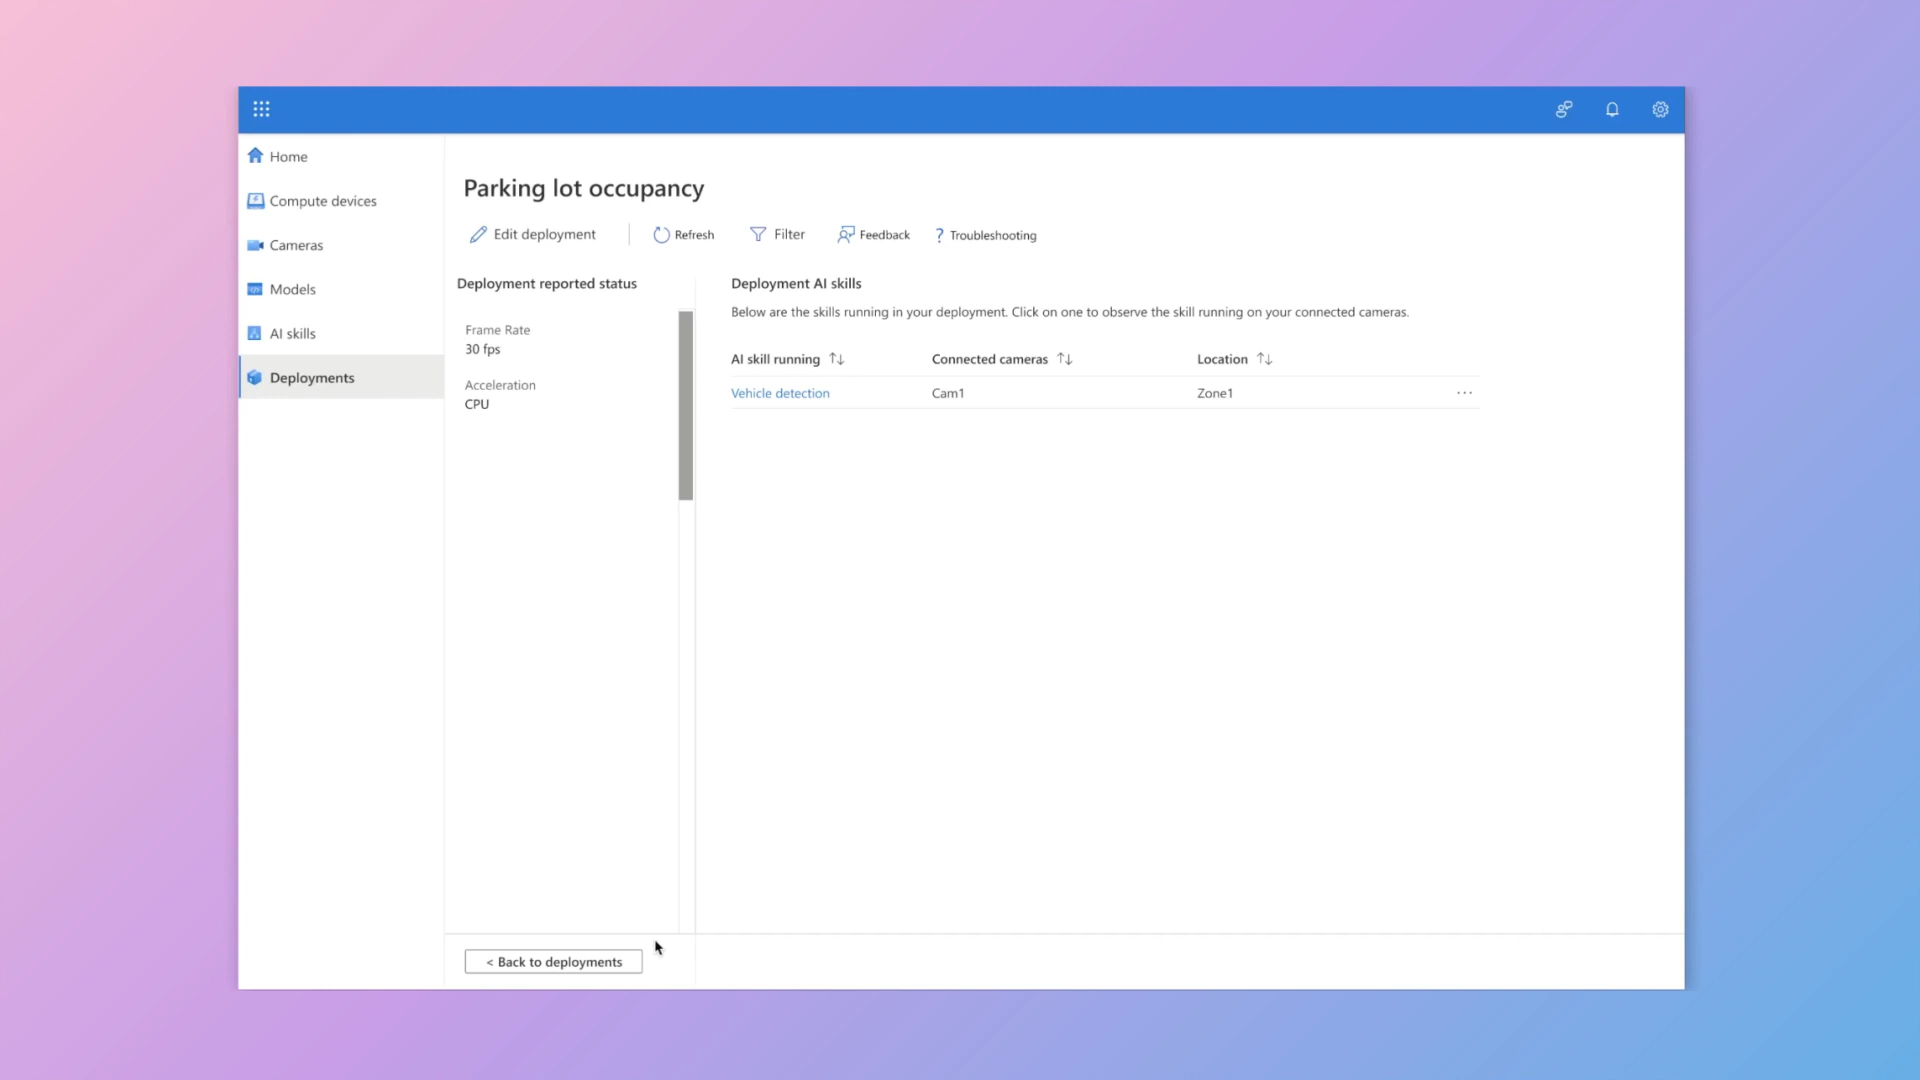 Home
Compute devices
Cameras
Models
AI skills
Deployments
Parking lot occupancy
Edit deployment
Refresh
Filter
Feedback
? Troubleshooting
Deployment reported status
Frame Rate
30 fps
Acceleration
CPU
Deployment AI skills
Below are the skills running in your deployment. Click on one to observe the skill running on your connected cameras.
AI skill running ↑↓ Connected cameras ↑↓ Location ↑↓
Vehicle detection Cam1 Zone1 ...
< Back to deployments